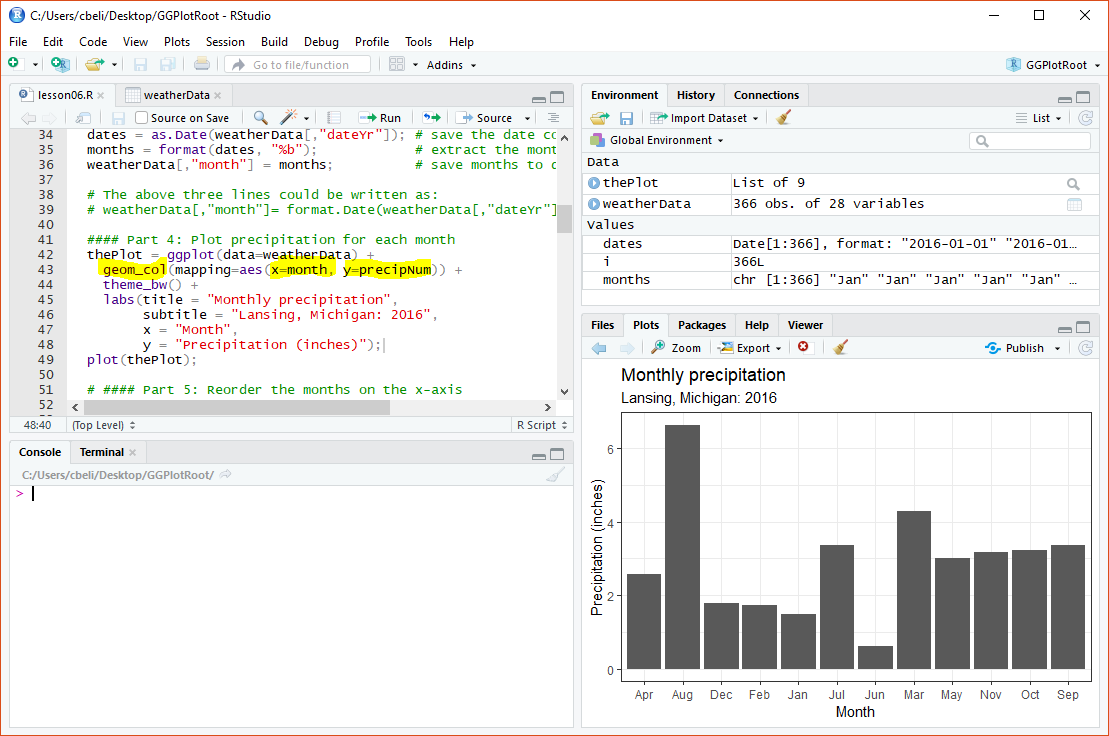 C:/Users/cbeli/Desktop/GGPlotRoot - RStudio
File Edit Code View Plots Session Build Debug Profile Tools Help
Go to file/function Addins GGPlotRoot
lesson06.R weatherData
Source on Save Run Source
34 dates = as.Date(weatherData[,"dateYr"]); # save the date co
35 months = format(dates, "%b"); # extract the mont
36 weatherData[,"month"] = months; # save months to d
37
38 # The above three lines could be written as:
39 # weatherData[,"month"]= format.Date(weatherData[,"dateYr"]
40
41 #### Part 4: Plot precipitation for each month
42 thePlot = ggplot(data=weatherData) +
43 geom_col(mapping=aes(x=month, y=precipNum)) +
44 theme_bw() +
45 labs(title = "Monthly precipitation",
46 subtitle = "Lansing, Michigan: 2016",
47 x = "Month",
48 y = "Precipitation (inches)");
49 plot(thePlot);
50
51 # #### Part 5: Reorder the months on the x-axis
52
48:40 (Top Level) R Script
Console Terminal
C:/Users/cbeli/Desktop/GGPlotRoot/
>
Environment History Connections
Import Dataset List
Global Environment
Data
thePlot List of 9
weatherData 366 obs. of 28 variables
Values
dates Date[1:366], format: "2016-01-01" "2016-01…
i 366L
months chr [1:366] "Jan" "Jan" "Jan" "Jan" "Jan" …
Files Plots Packages Help Viewer
Zoom Export Publish
Monthly precipitation
Lansing, Michigan: 2016
Precipitation (inches)
6
4
2
0
Apr Aug Dec Feb Jan Jul Jun Mar May Nov Oct Sep
Month